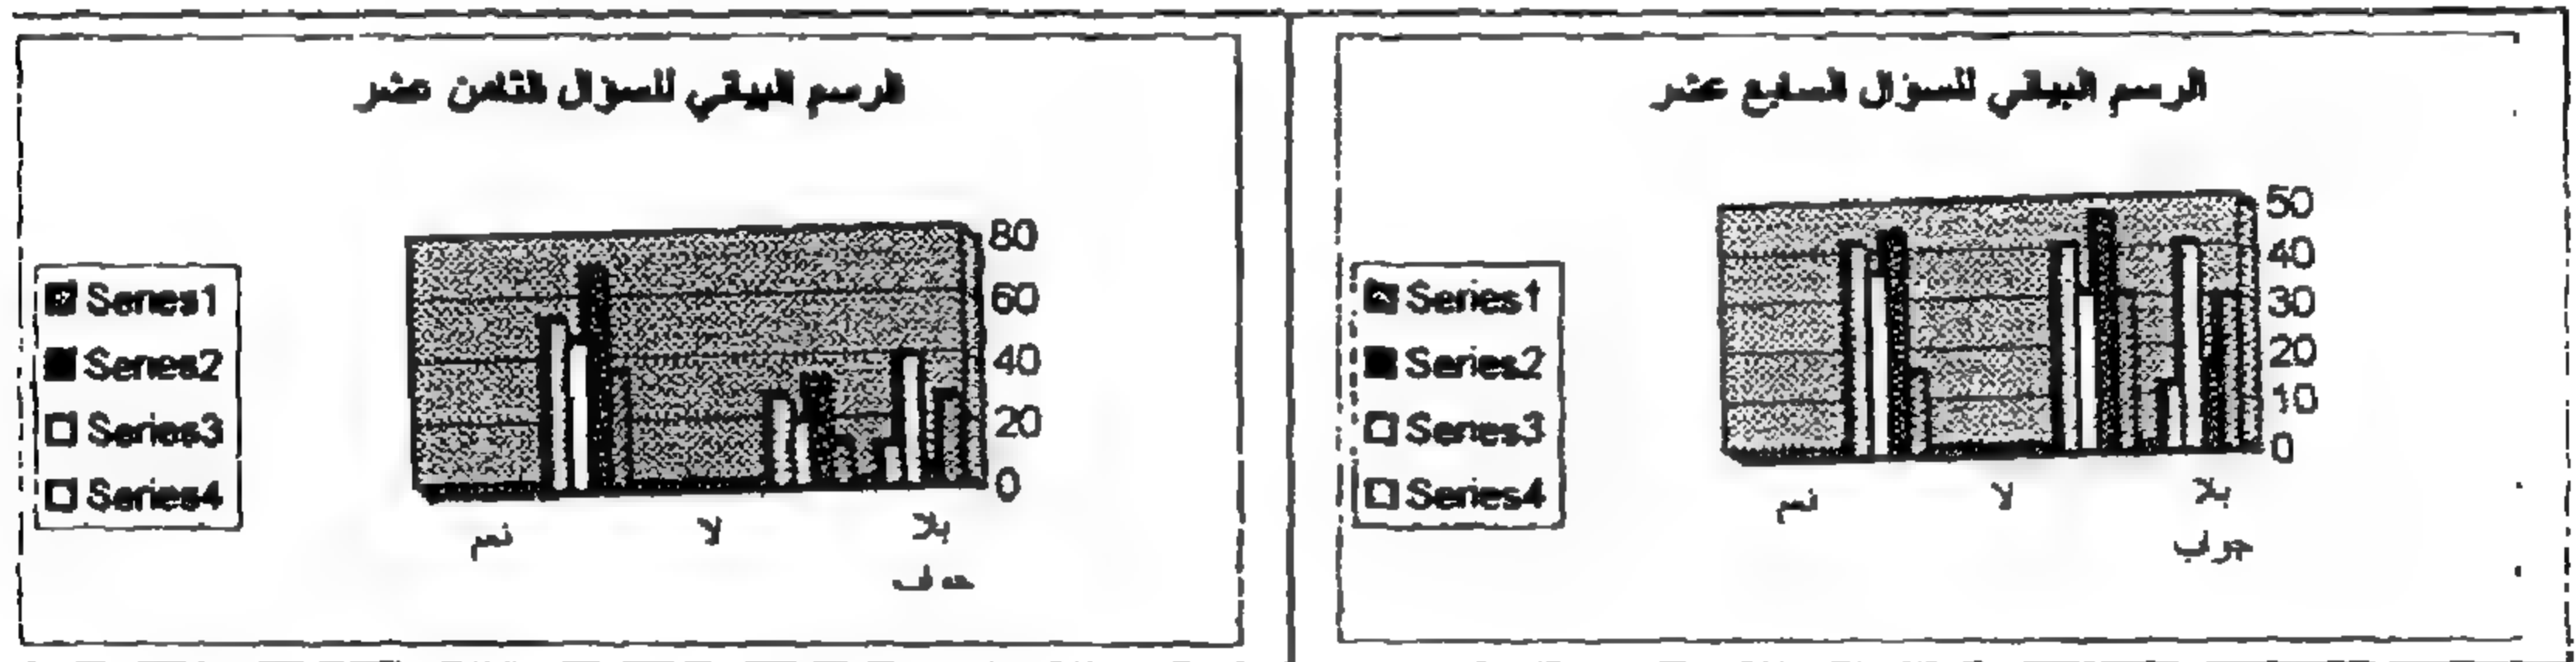 الرسم البياني للسؤال السابع عشر
50
40
30
20
10
0
نعم
لا
بلا
جواب
Series1
Series2
Series3
Series4
الرسم البياني للسؤال الثامن عشر
80
60
40
20
0
نعم
لا
بلا
Series1
Series2
Series3
Series4